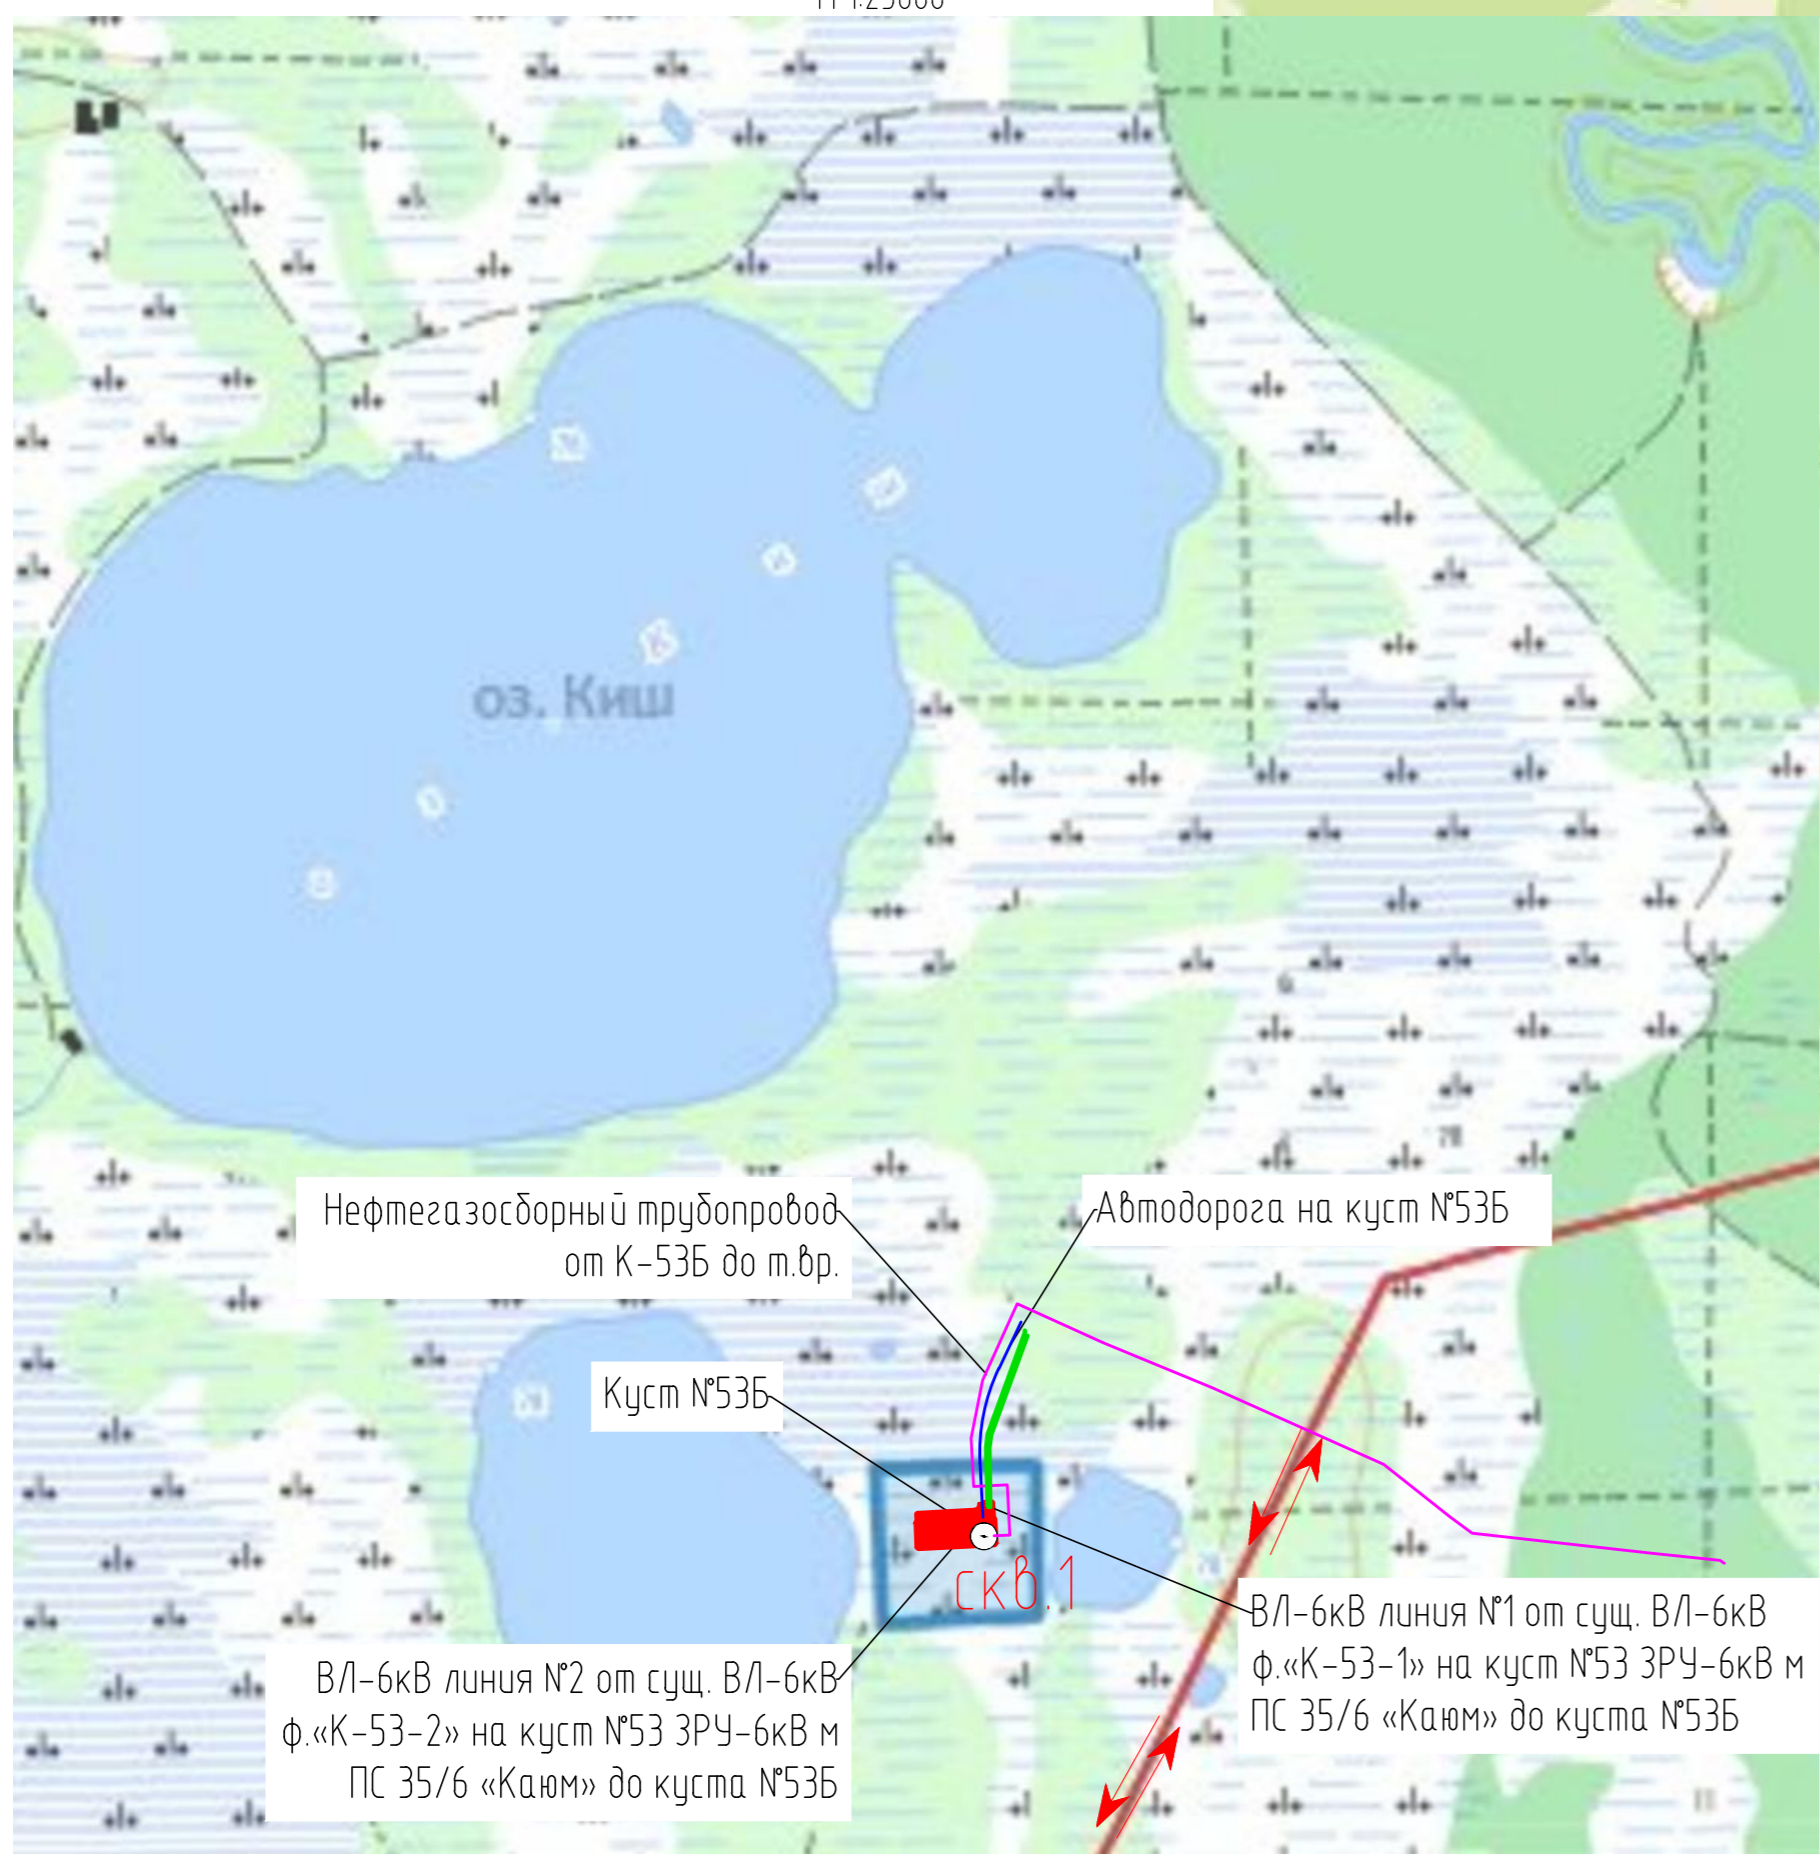 оз. Киш
78
Нефтегазосборный трубопровод
от К-53Б до т.вр.
Автодорога на куст №53Б
Куст №53Б
скв.1
ВЛ-6кВ линия №1 от сущ. ВЛ-6кВ
ф.«К-53-1» на куст №53 ЗРУ-6кВ м
ПС 35/6 «Каюм» до куста №53Б
ВЛ-6кВ линия №2 от сущ. ВЛ-6кВ
ф.«К-53-2» на куст №53 ЗРУ-6кВ м
ПС 35/6 «Каюм» до куста №53Б